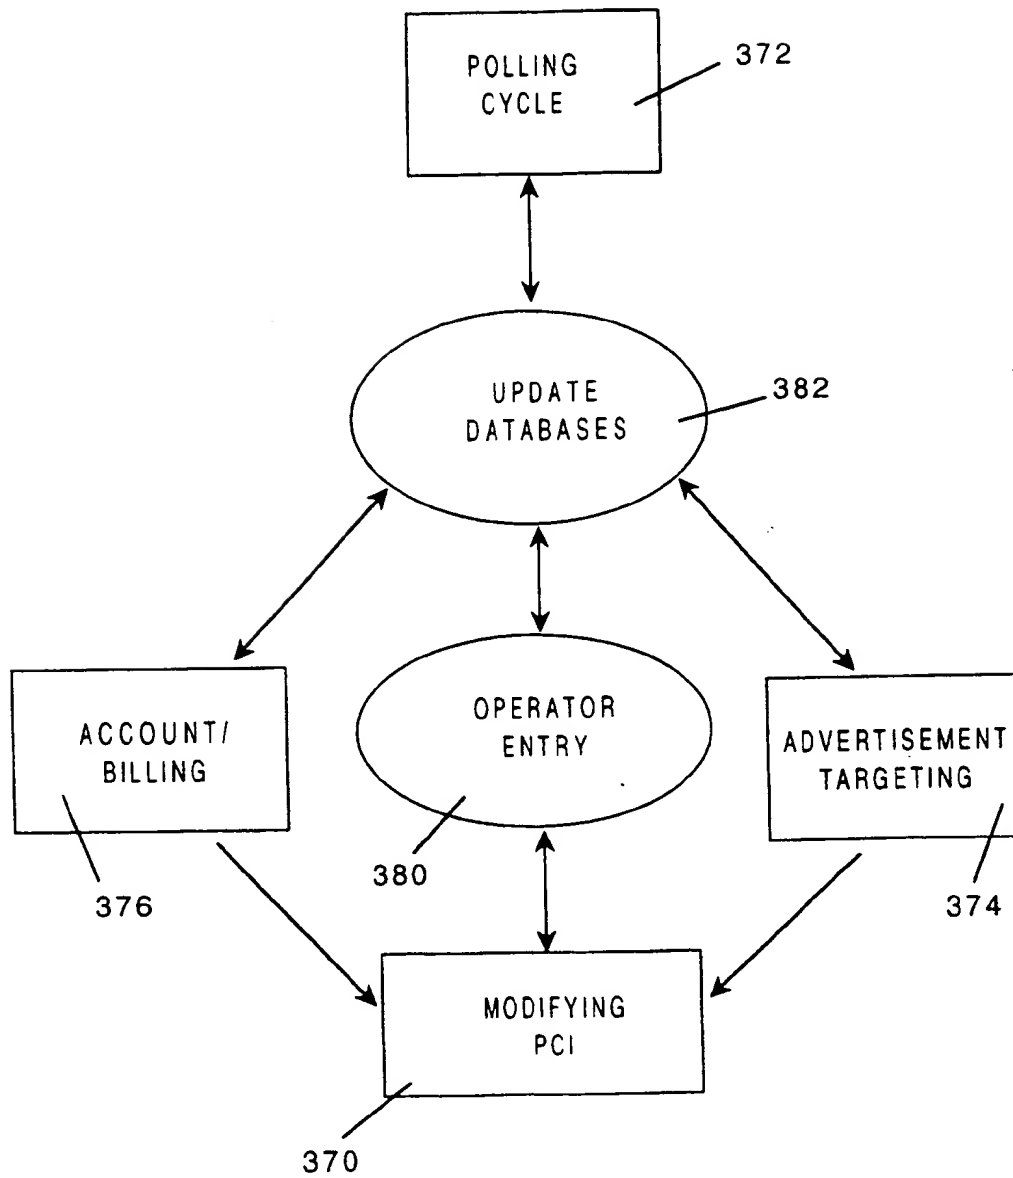 POLLING
CYCLE
372
UPDATE
DATABASES
382
ACCOUNT/
BILLING
376
OPERATOR
ENTRY
380
ADVERTISEMENT
TARGETING
374
MODIFYING
PCI
370